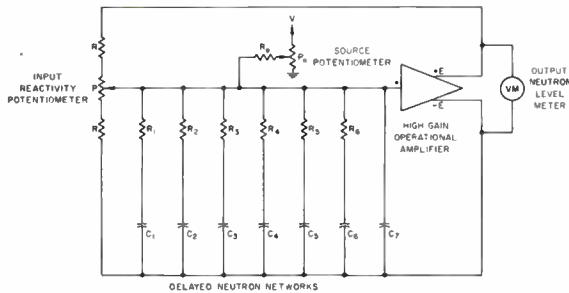 V
R
R₀
P₀
SOURCE
POTENTIOMETER
INPUT
REACTIVITY
POTENTIOMETER
P
+E
-E
HIGH GAIN
OPERATIONAL
AMPLIFIER
VM
OUTPUT
NEUTRON
LEVEL
METER
R
R₁
R₂
R₃
R₄
R₅
R₆
C₁
C₂
C₃
C₄
C₅
C₆
C₇
DELAYED NEUTRON NETWORKS